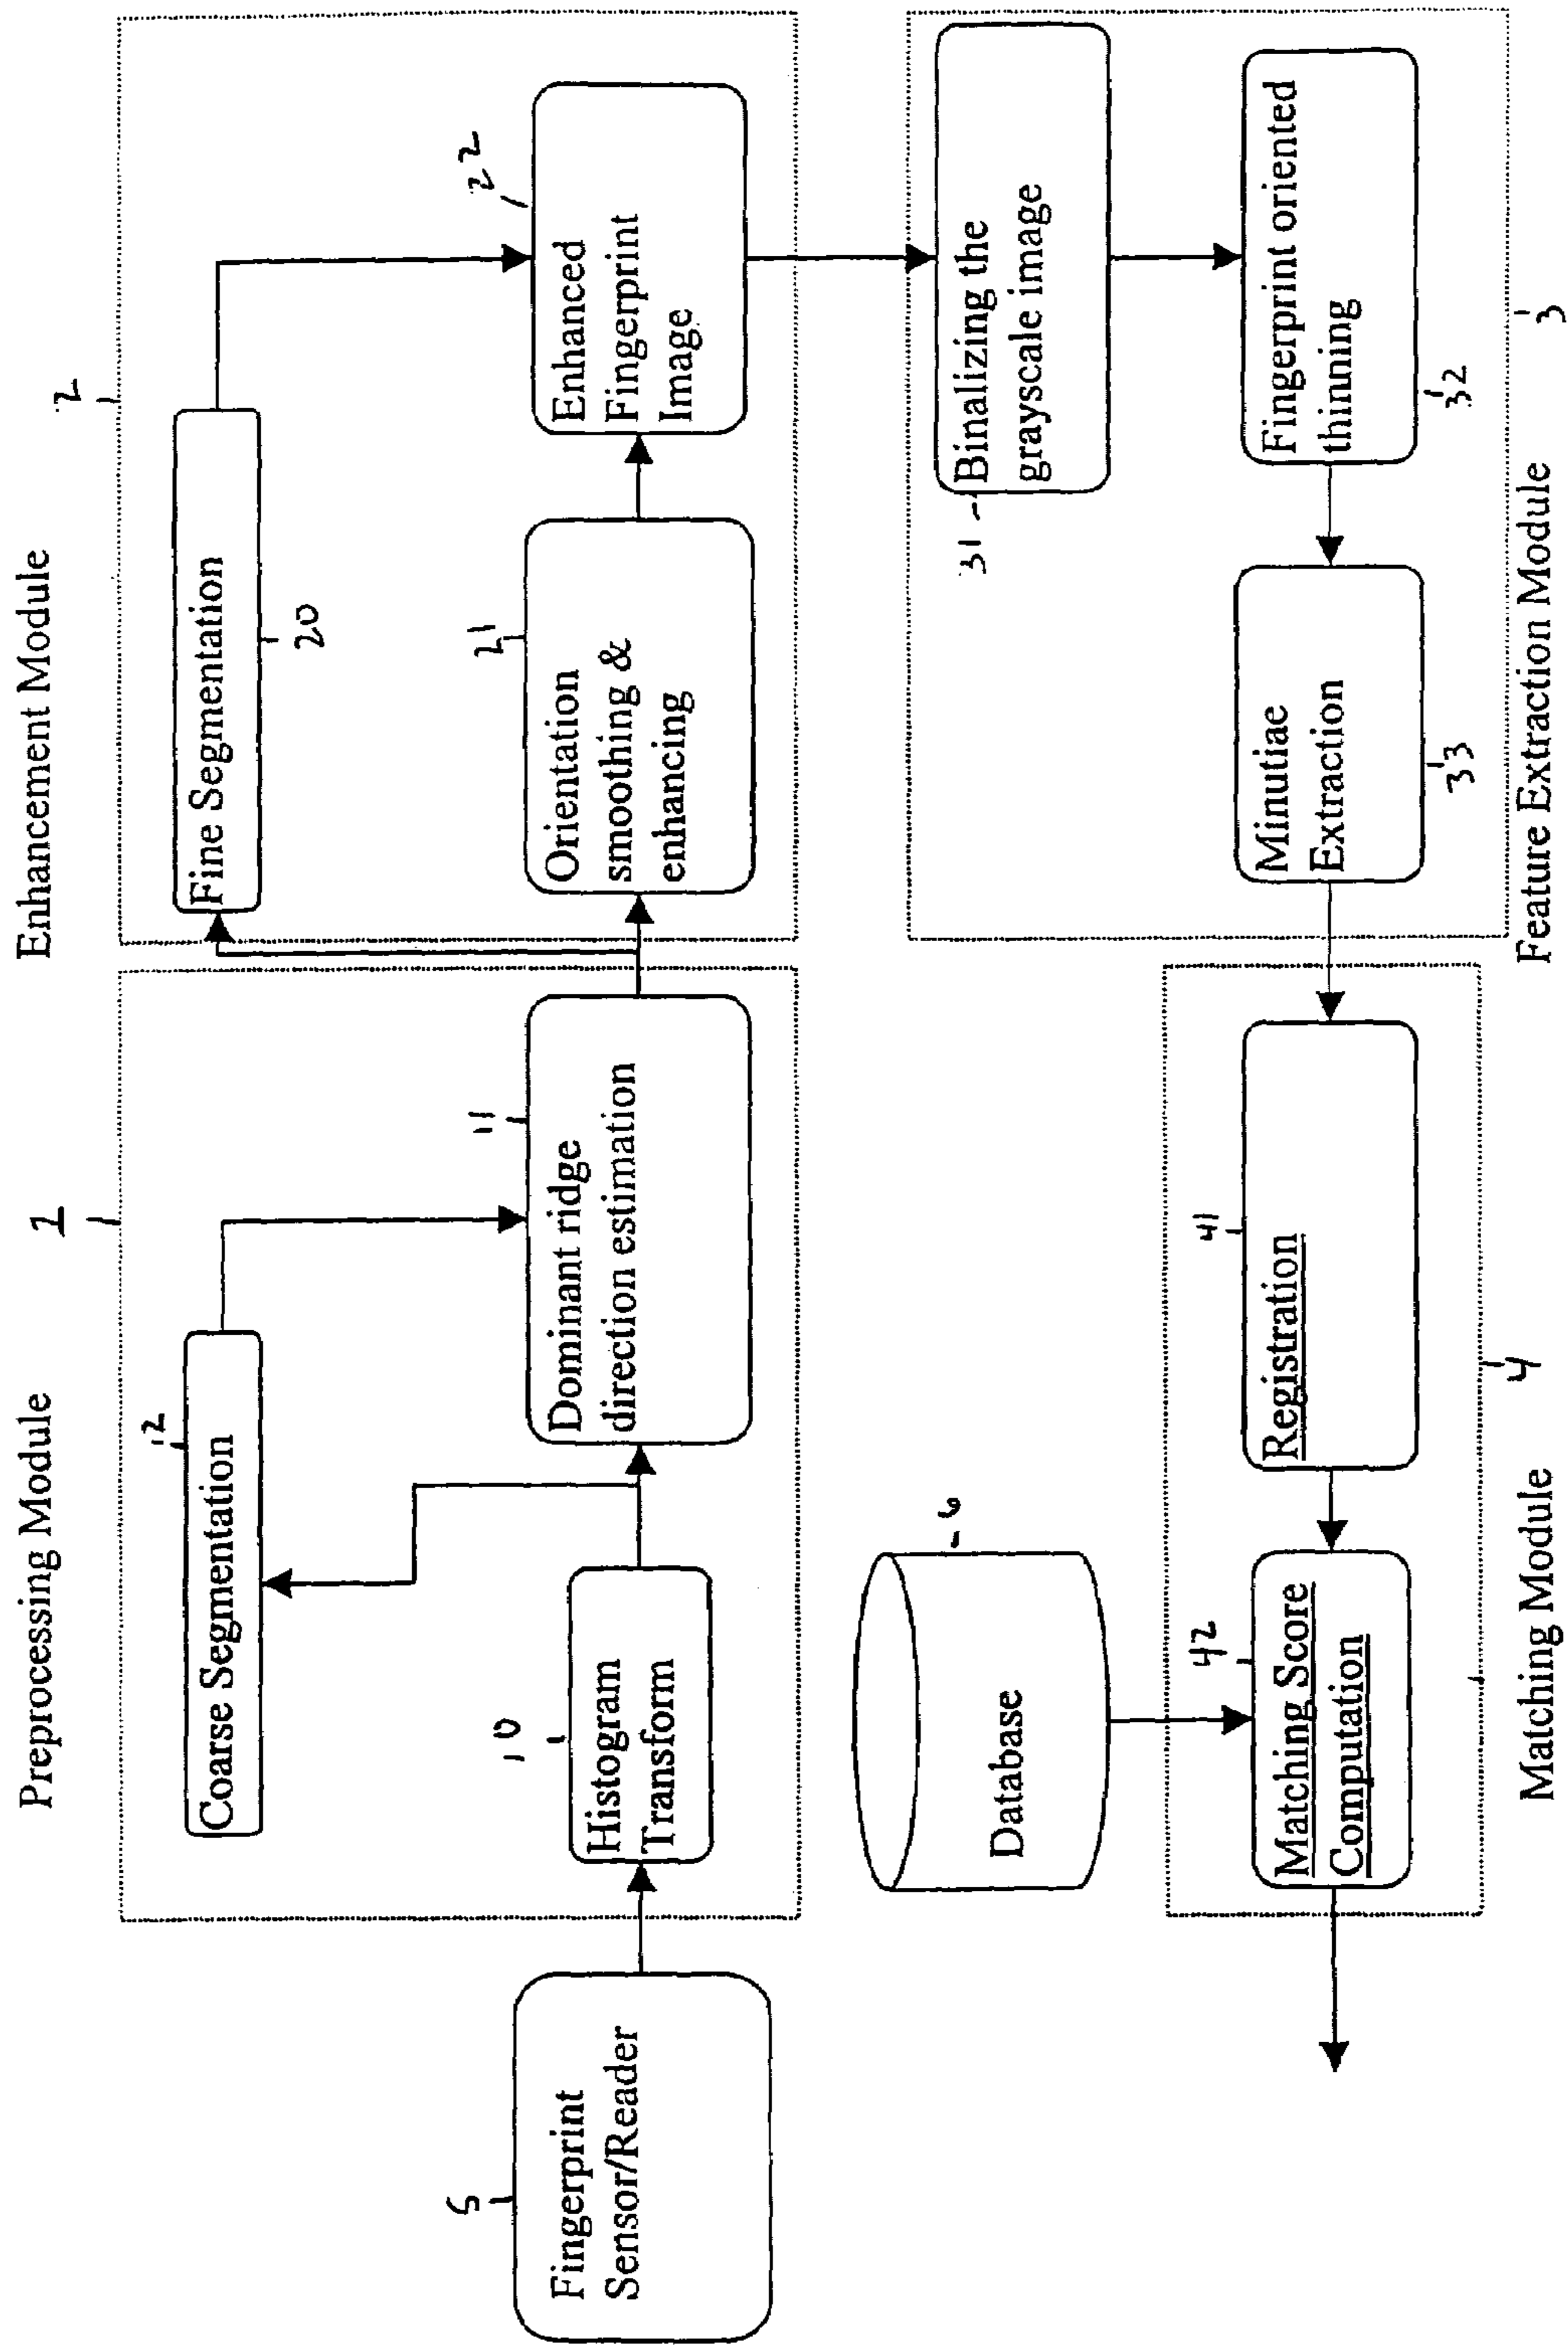 Preprocessing Module
1
Enhancement Module
2
Coarse Segmentation
12
Fine Segmentation
20
5
Fingerprint
Sensor/Reader
10
Histogram
Transform
11
Dominant ridge
direction estimation
21
Orientation
smoothing &
enhancing
22
Enhanced
Fingerprint
Image
Database
6
31
Binalizing the
grayscale image
42
Matching Score
Computation
41
Registration
Minutiae
Extraction
33
Fingerprint oriented
thinning
32
4
3
Matching Module
Feature Extraction Module